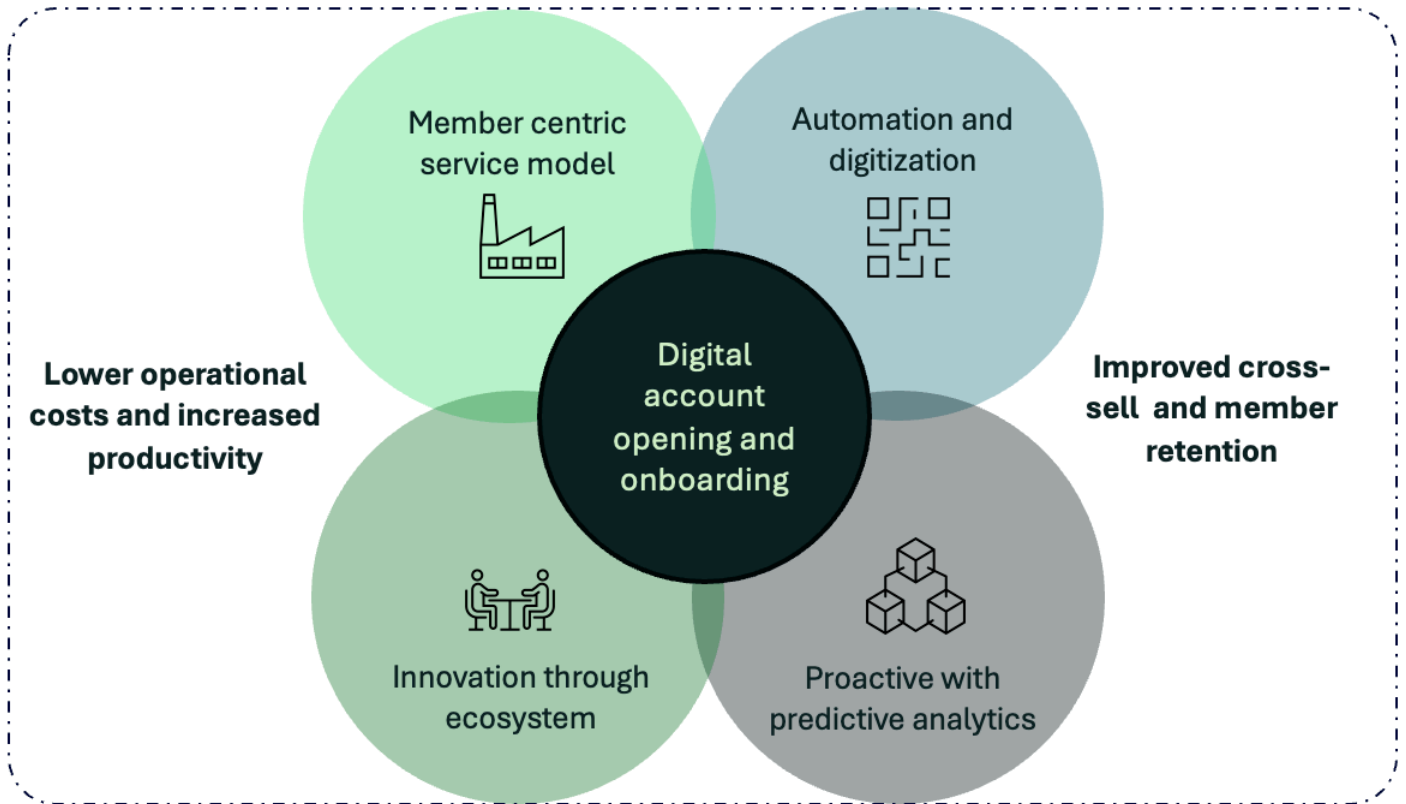 Member centric
service model
Automation and
digitization
Lower operational
costs and increased
productivity
Digital
account
opening and
onboarding
Improved cross-
sell and member
retention
Innovation through
ecosystem
Proactive with
predictive analytics